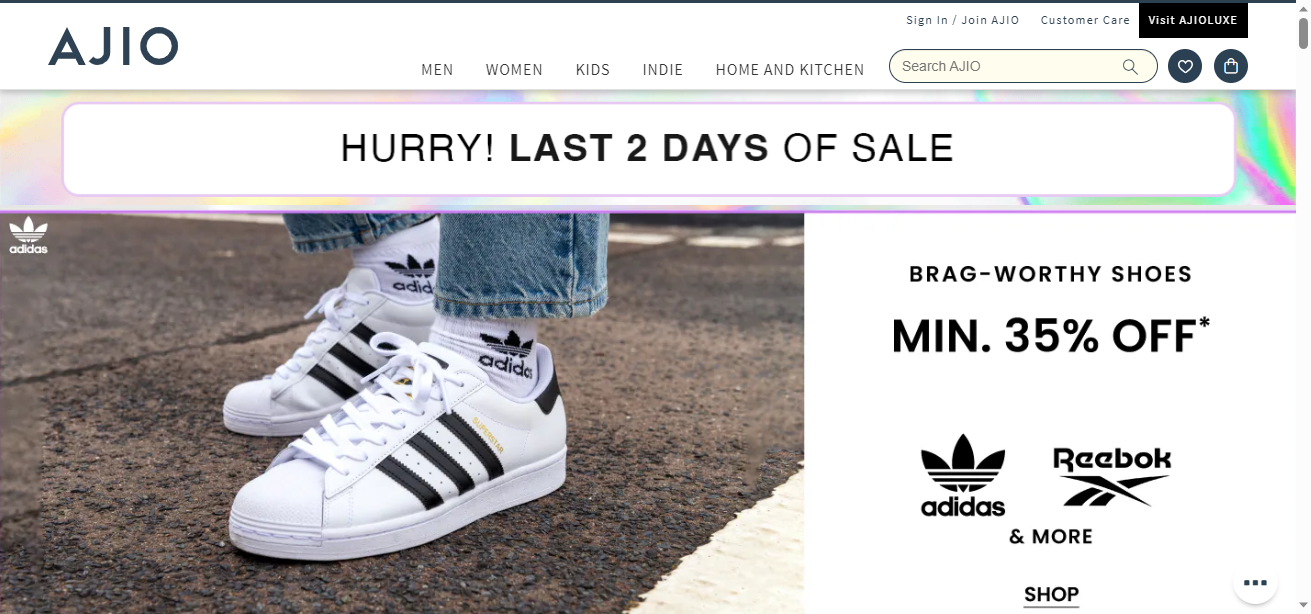 Sign In / Join AJIO
Customer Care
Visit AJIOLUXE
AJIO
MEN
WOMEN
KIDS
INDIE
HOME AND KITCHEN
Search AJIO
HURRY! LAST 2 DAYS OF SALE
adidas
adidas
adidas
SUPERSTAR
BRAG-WORTHY SHOES
MIN. 35% OFF*
adidas
Reebok
& MORE
SHOP